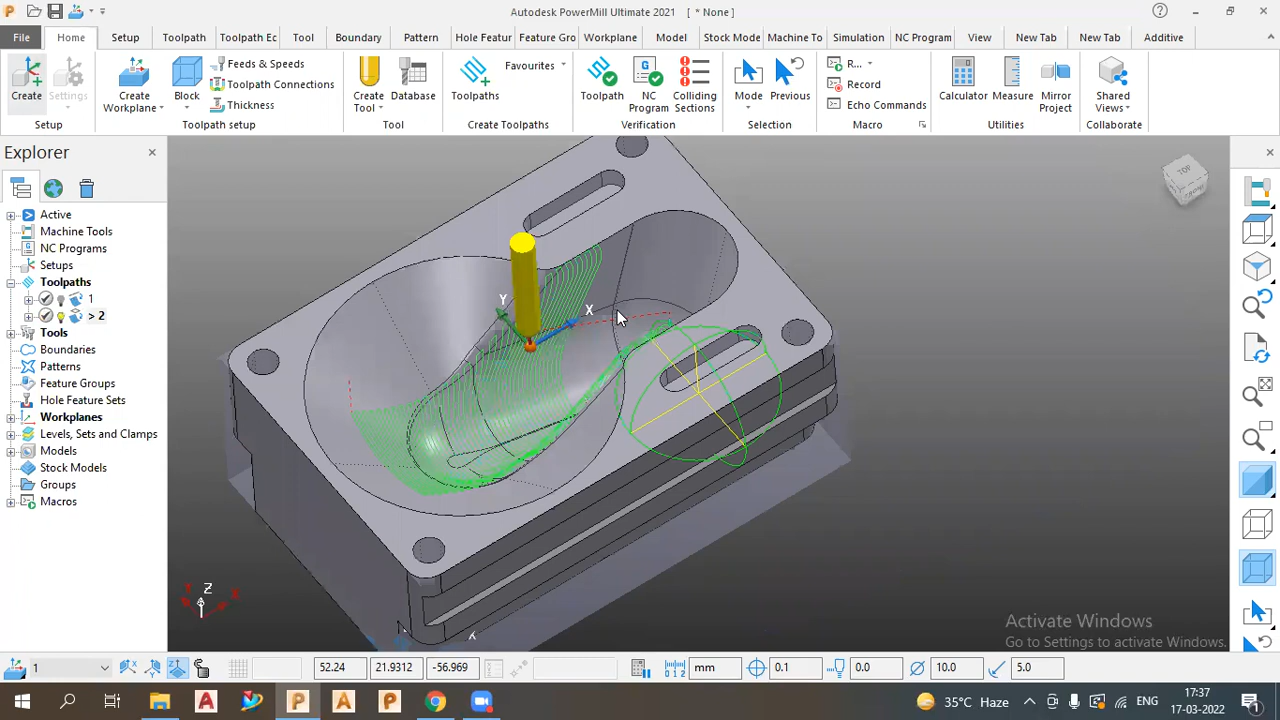 Autodesk PowerMill Ultimate 2021 [ * None ]
File Home Setup Toolpath Toolpath Ec Tool Boundary Pattern Hole Featur Feature Gro Workplane Model Stock Mode Machine To Simulation NC Program View New Tab New Tab Additive
Create
Settings
Setup
Create Workplane
Block
Feeds & Speeds
Toolpath Connections
Thickness
Toolpath setup
Create Tool
Database
Tool
Toolpaths
Favourites
Create Toolpaths
Toolpath
NC Program
Colliding Sections
Verification
Mode
Previous
Selection
R...
Record
Echo Commands
Macro
Calculator
Measure
Mirror Project
Utilities
Shared Views
Collaborate
Explorer
Active
Machine Tools
NC Programs
Setups
Toolpaths
1
> 2
Tools
Boundaries
Patterns
Feature Groups
Hole Feature Sets
Workplanes
Levels, Sets and Clamps
Models
Stock Models
Groups
Macros
TOP
FRONT
Y
X
Z
Activate Windows
Go to Settings to activate Windows.
1 52.24 21.9312 -56.969 mm 0.1 0.0 10.0 5.0
35°C Haze
ENG
17:37
17-03-2022